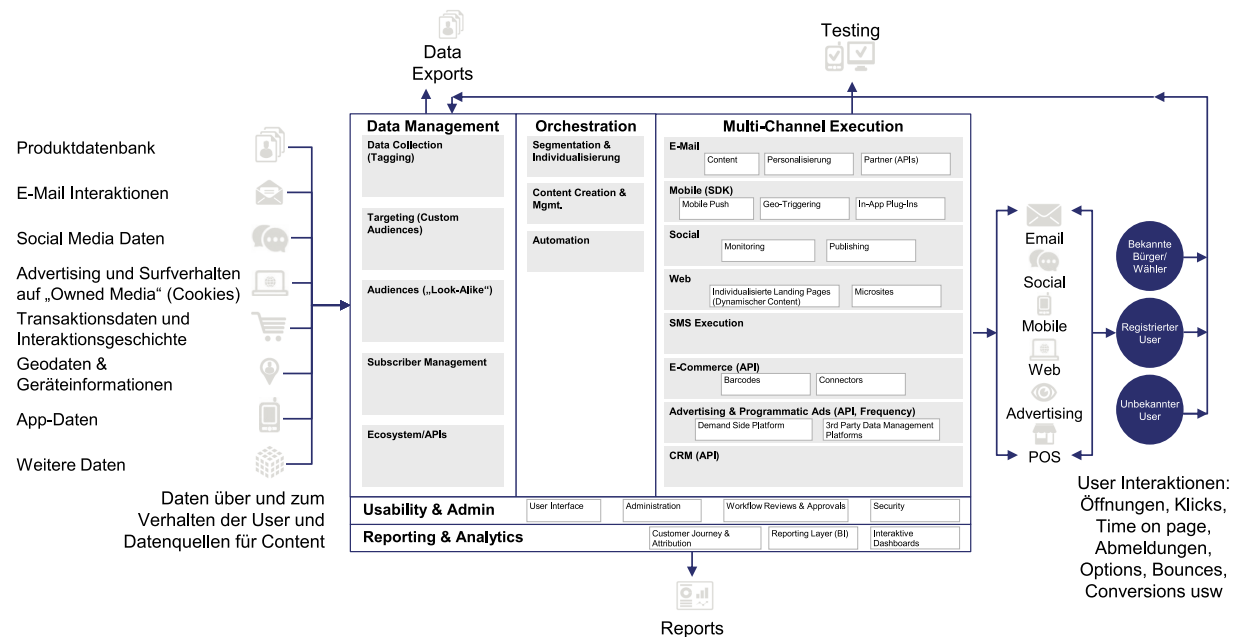 Data
Exports
Testing
Produktdatenbank
E-Mail Interaktionen
Social Media Daten
Advertising und Surfverhalten
auf „Owned Media“ (Cookies)
Transaktionsdaten und
Interaktionsgeschichte
Geodaten &
Geräteinformationen
App-Daten
Weitere Daten
Daten über und zum
Verhalten der User und
Datenquellen für Content
Data Management
Data Collection
(Tagging)
Targeting (Custom
Audiences)
Audiences („Look-Alike“)
Subscriber Management
Ecosystem/APIs
Orchestration
Segmentation &
Individualisierung
Content Creation &
Mgmt.
Automation
Multi-Channel Execution
E-Mail
Content
Personalisierung
Partner (APIs)
Mobile (SDK)
Mobile Push
Geo-Triggering
In-App Plug-Ins
Social
Monitoring
Publishing
Web
Individualisierte Landing Pages
(Dynamischer Content)
Microsites
SMS Execution
E-Commerce (API)
Barcodes
Connectors
Advertising & Programmatic Ads (API, Frequency)
Demand Side Platform
3rd Party Data Management
Platforms
CRM (API)
Usability & Admin
User Interface
Administration
Workflow Reviews & Approvals
Security
Reporting & Analytics
Customer Journey &
Attribution
Reporting Layer (BI)
Interaktive
Dashboards
Reports
Email
Social
Mobile
Web
Advertising
POS
Bekannte
Bürger/
Wähler
Registrierter
User
Unbekannter
User
User Interaktionen:
Öffnungen, Klicks,
Time on page,
Abmeldungen,
Options, Bounces,
Conversions usw